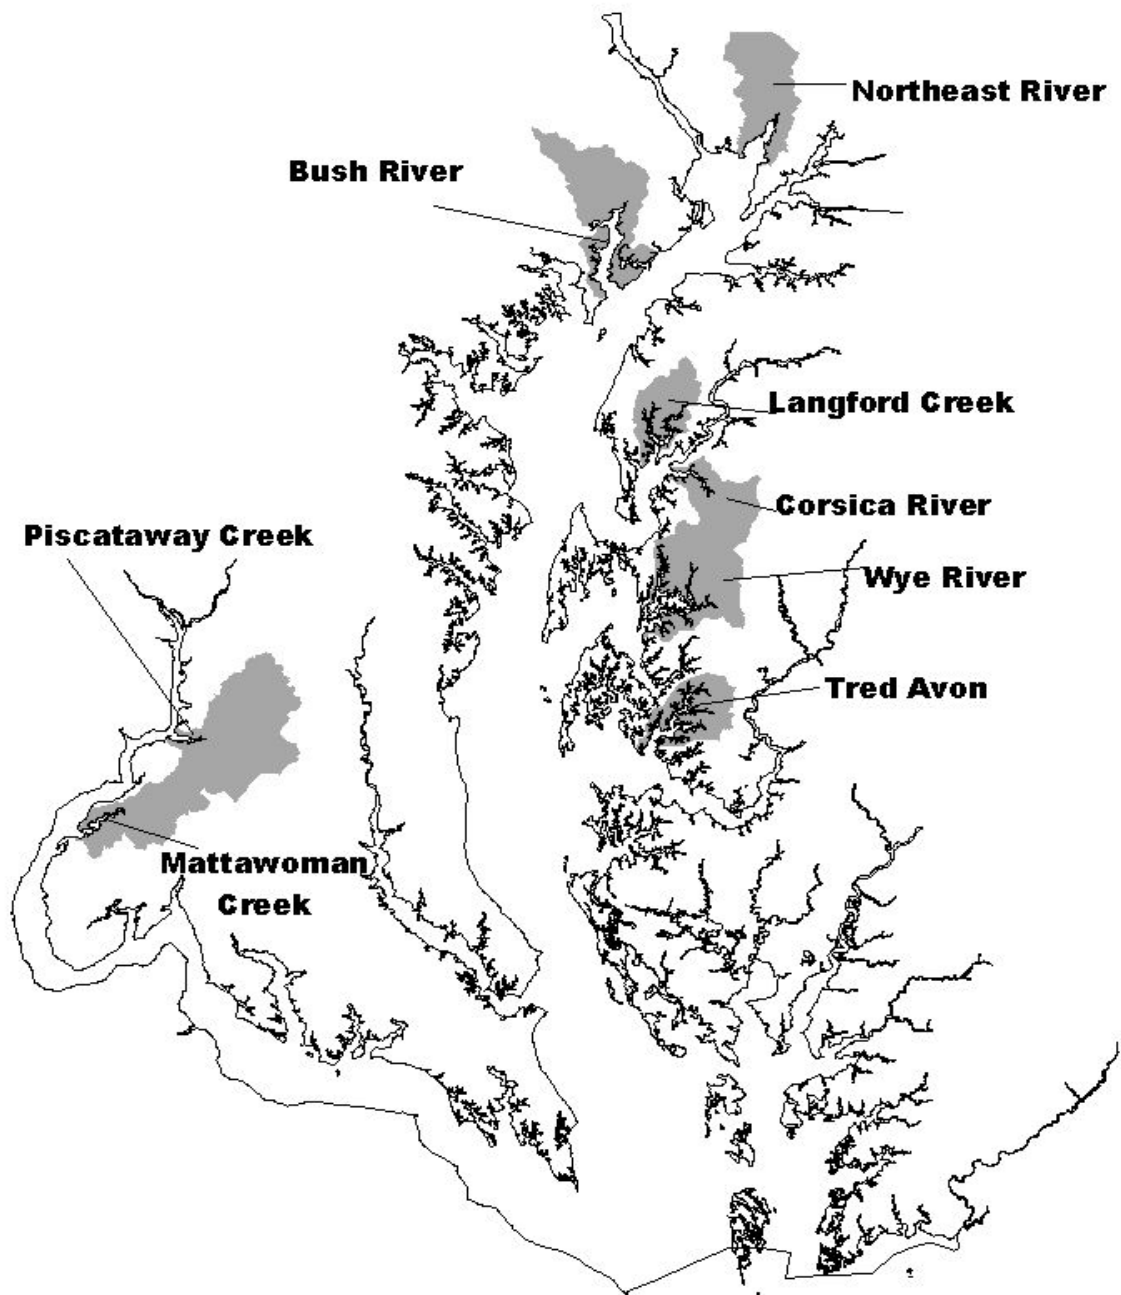 Northeast River
Bush River
Langford Creek
Corsica River
Piscataway Creek
Wye River
Tred Avon
Mattawoman
Creek